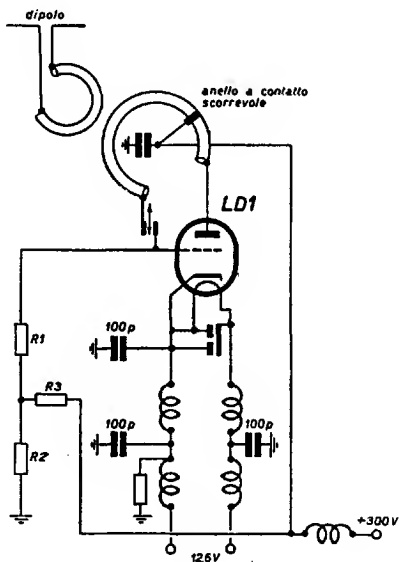 dipolo
anello a contatto
scorrevole
LD1
100p
R1
R3
100p
100p
R2
+300V
12,6V